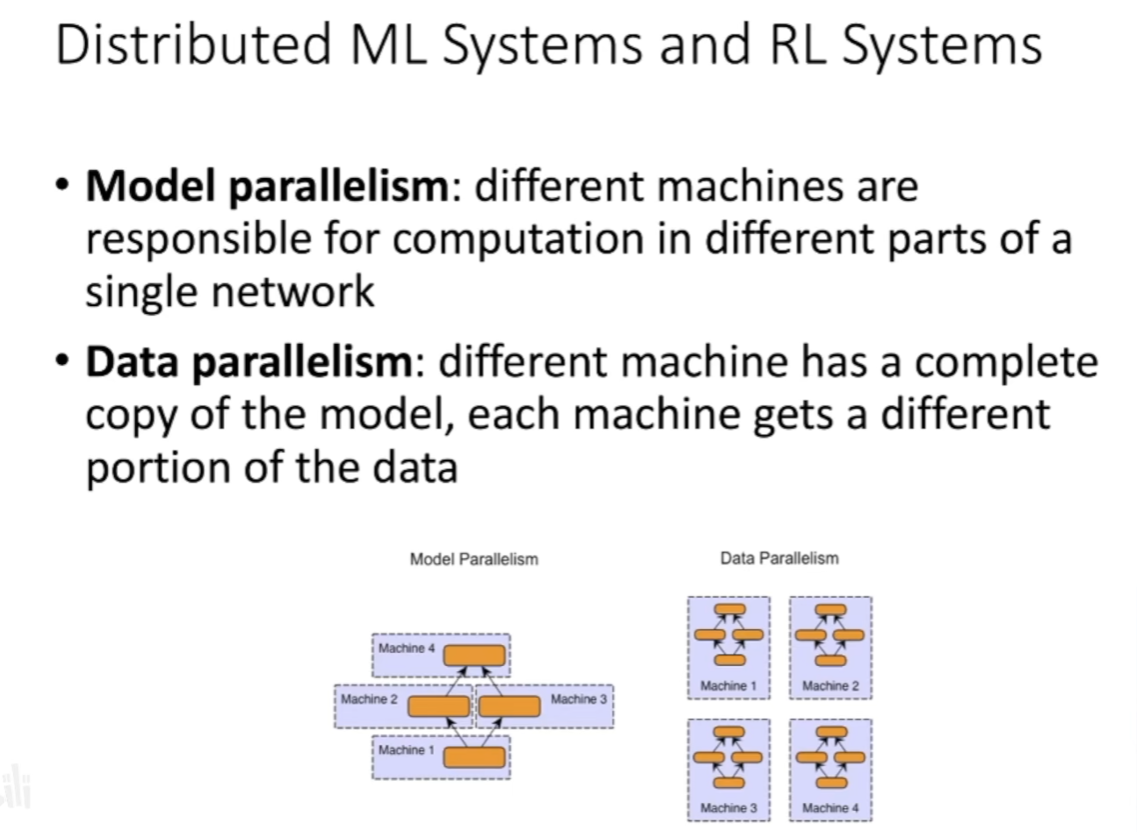 Distributed ML Systems and RL Systems
• Model parallelism: different machines are
responsible for computation in different parts of a
single network
• Data parallelism: different machine has a complete
copy of the model, each machine gets a different
portion of the data
Model Parallelism
Machine 4
Machine 2
Machine 3
Machine 1
Data Parallelism
Machine 1
Machine 2
Machine 3
Machine 4